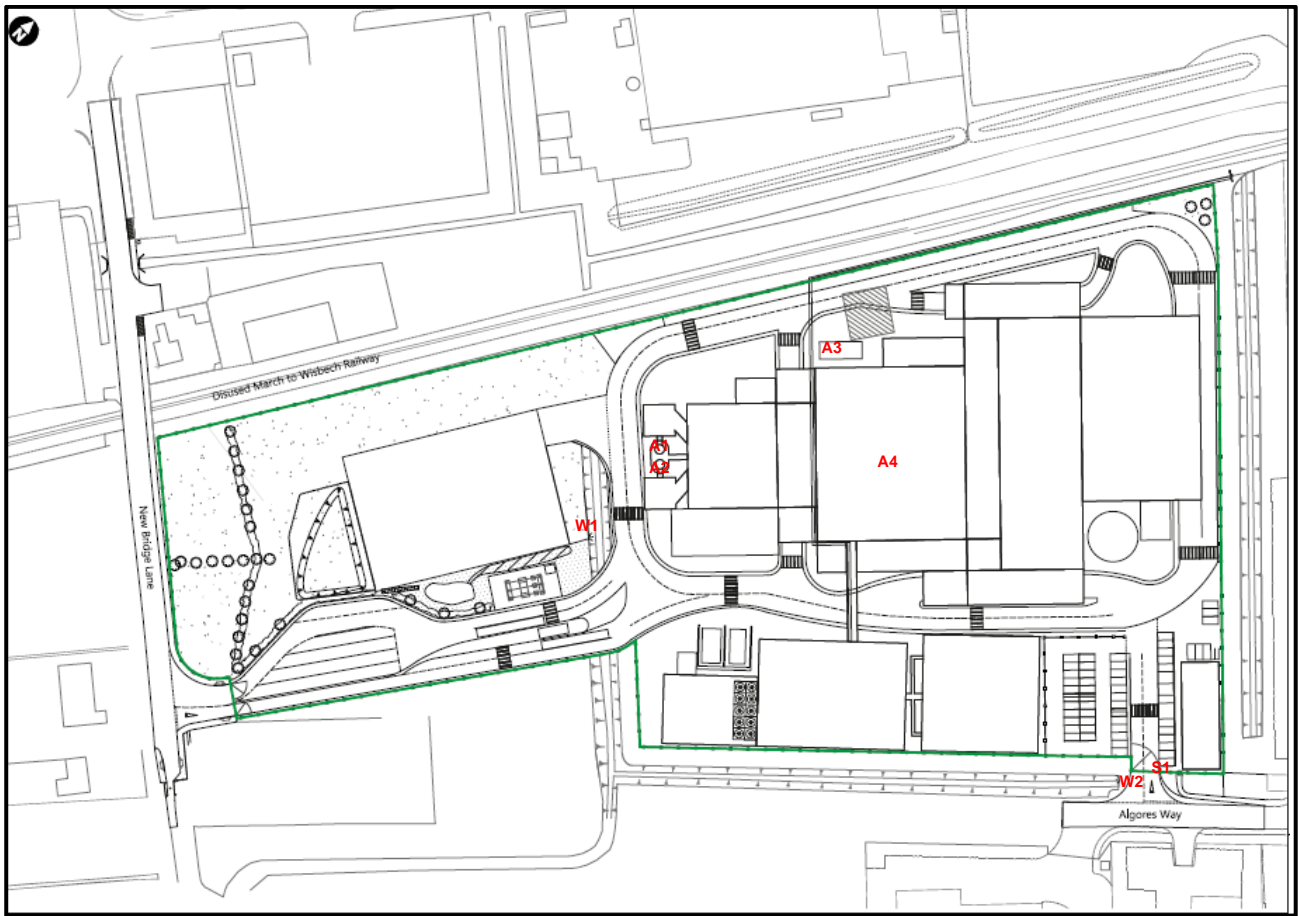 N
Disused March to Wisbech Railway
A3
A1
A2
A4
New Bridge Lane
W1
S1
W2
Algores Way